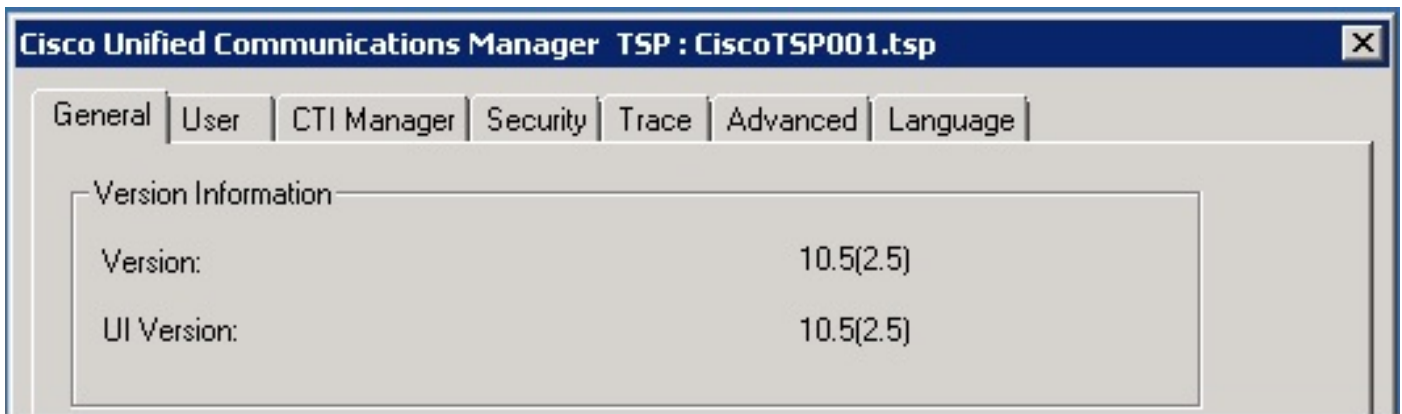 Cisco Unified Communications Manager TSP : CiscoTSP001.tsp
General User CTI Manager Security Trace Advanced Language
Version Information
Version: 10.5(2.5)
UI Version: 10.5(2.5)